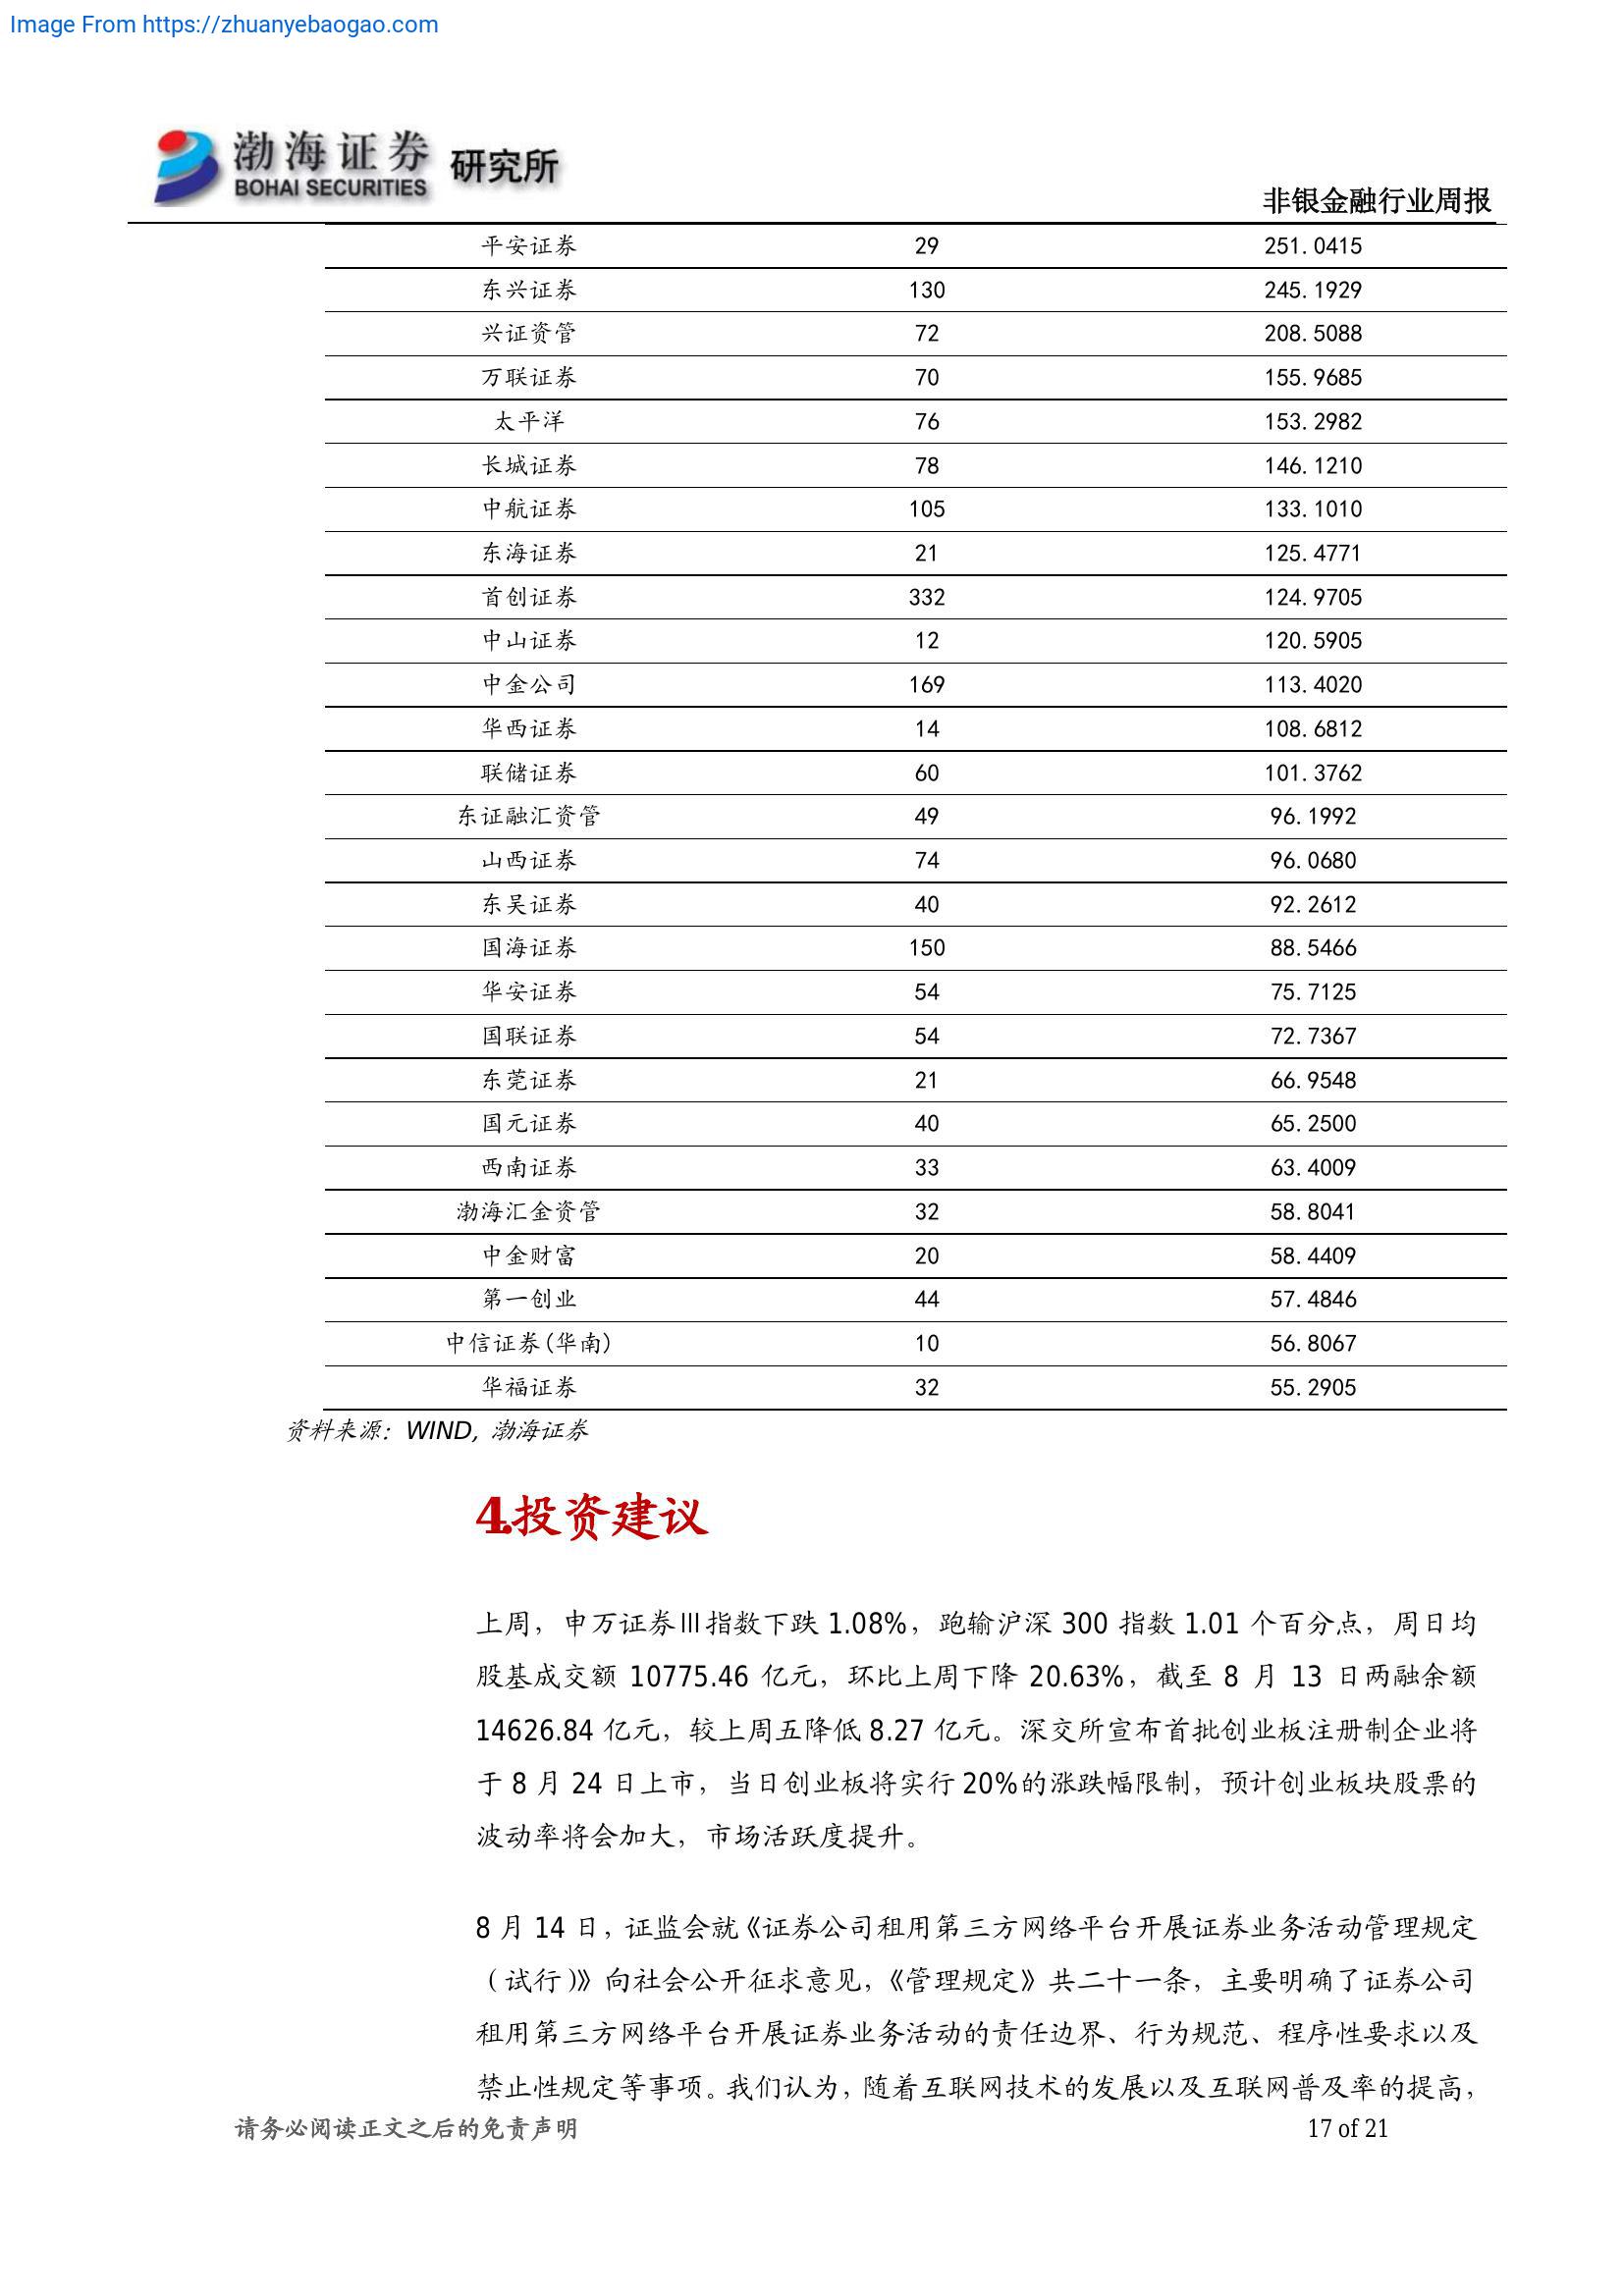 Image From https://zhuanyebaogao.com
渤海证券 研究所
BOHAI SECURITIES
非银金融行业周报
平安证券 29 251.0415
东兴证券 130 245.1929
兴证资管 72 208.5088
万联证券 70 155.9685
太平洋 76 153.2982
长城证券 78 146.1210
中航证券 105 133.1010
东海证券 21 125.4771
首创证券 332 124.9705
中山证券 12 120.5905
中金公司 169 113.4020
华西证券 14 108.6812
联储证券 60 101.3762
东证融汇资管 49 96.1992
山西证券 74 96.0680
东吴证券 40 92.2612
国海证券 150 88.5466
华安证券 54 75.7125
国联证券 54 72.7367
东莞证券 21 66.9548
国元证券 40 65.2500
西南证券 33 63.4009
渤海汇金资管 32 58.8041
中金财富 20 58.4409
第一创业 44 57.4846
中信证券(华南) 10 56.8067
华福证券 32 55.2905
资料来源：WIND, 渤海证券
4.投资建议
上周，申万证券Ⅲ指数下跌 1.08%，跑输沪深 300 指数 1.01 个百分点，周日均
股基成交额 10775.46 亿元，环比上周下降 20.63%，截至 8 月 13 日两融余额
14626.84 亿元，较上周五降低 8.27 亿元。深交所宣布首批创业板注册制企业将
于 8 月 24 日上市，当日创业板将实行 20%的涨跌幅限制，预计创业板块股票的
波动率将会加大，市场活跃度提升。
8 月 14 日，证监会就《证券公司租用第三方网络平台开展证券业务活动管理规定
（试行）》向社会公开征求意见，《管理规定》共二十一条，主要明确了证券公司
租用第三方网络平台开展证券业务活动的责任边界、行为规范、程序性要求以及
禁止性规定等事项。我们认为，随着互联网技术的发展以及互联网普及率的提高，
请务必阅读正文之后的免责声明 17 of 21